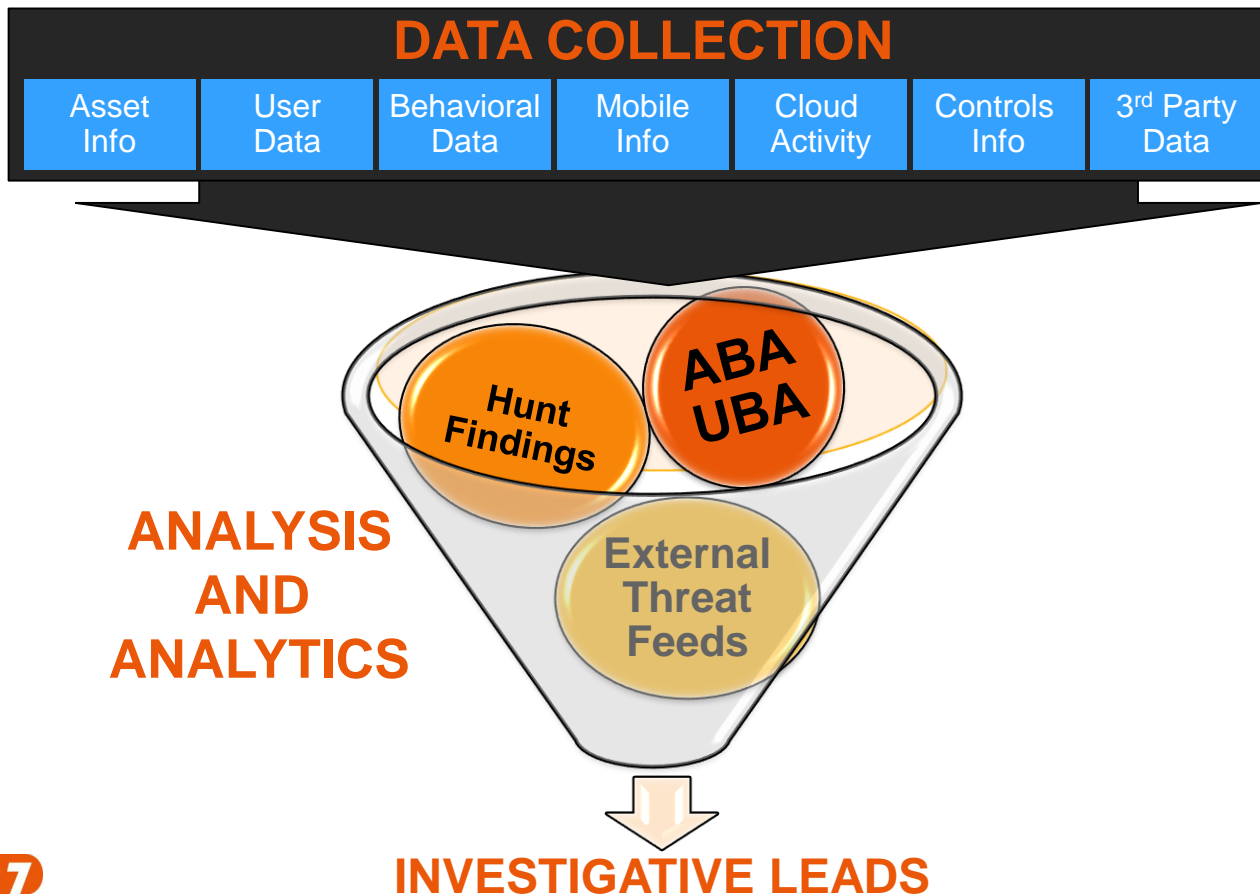 DATA COLLECTION
Asset
Info
User
Data
Behavioral
Data
Mobile
Info
Cloud
Activity
Controls
Info
3rd Party
Data
Hunt
Findings
ABA
UBA
External
Threat
Feeds
ANALYSIS
AND
ANALYTICS
INVESTIGATIVE LEADS
7